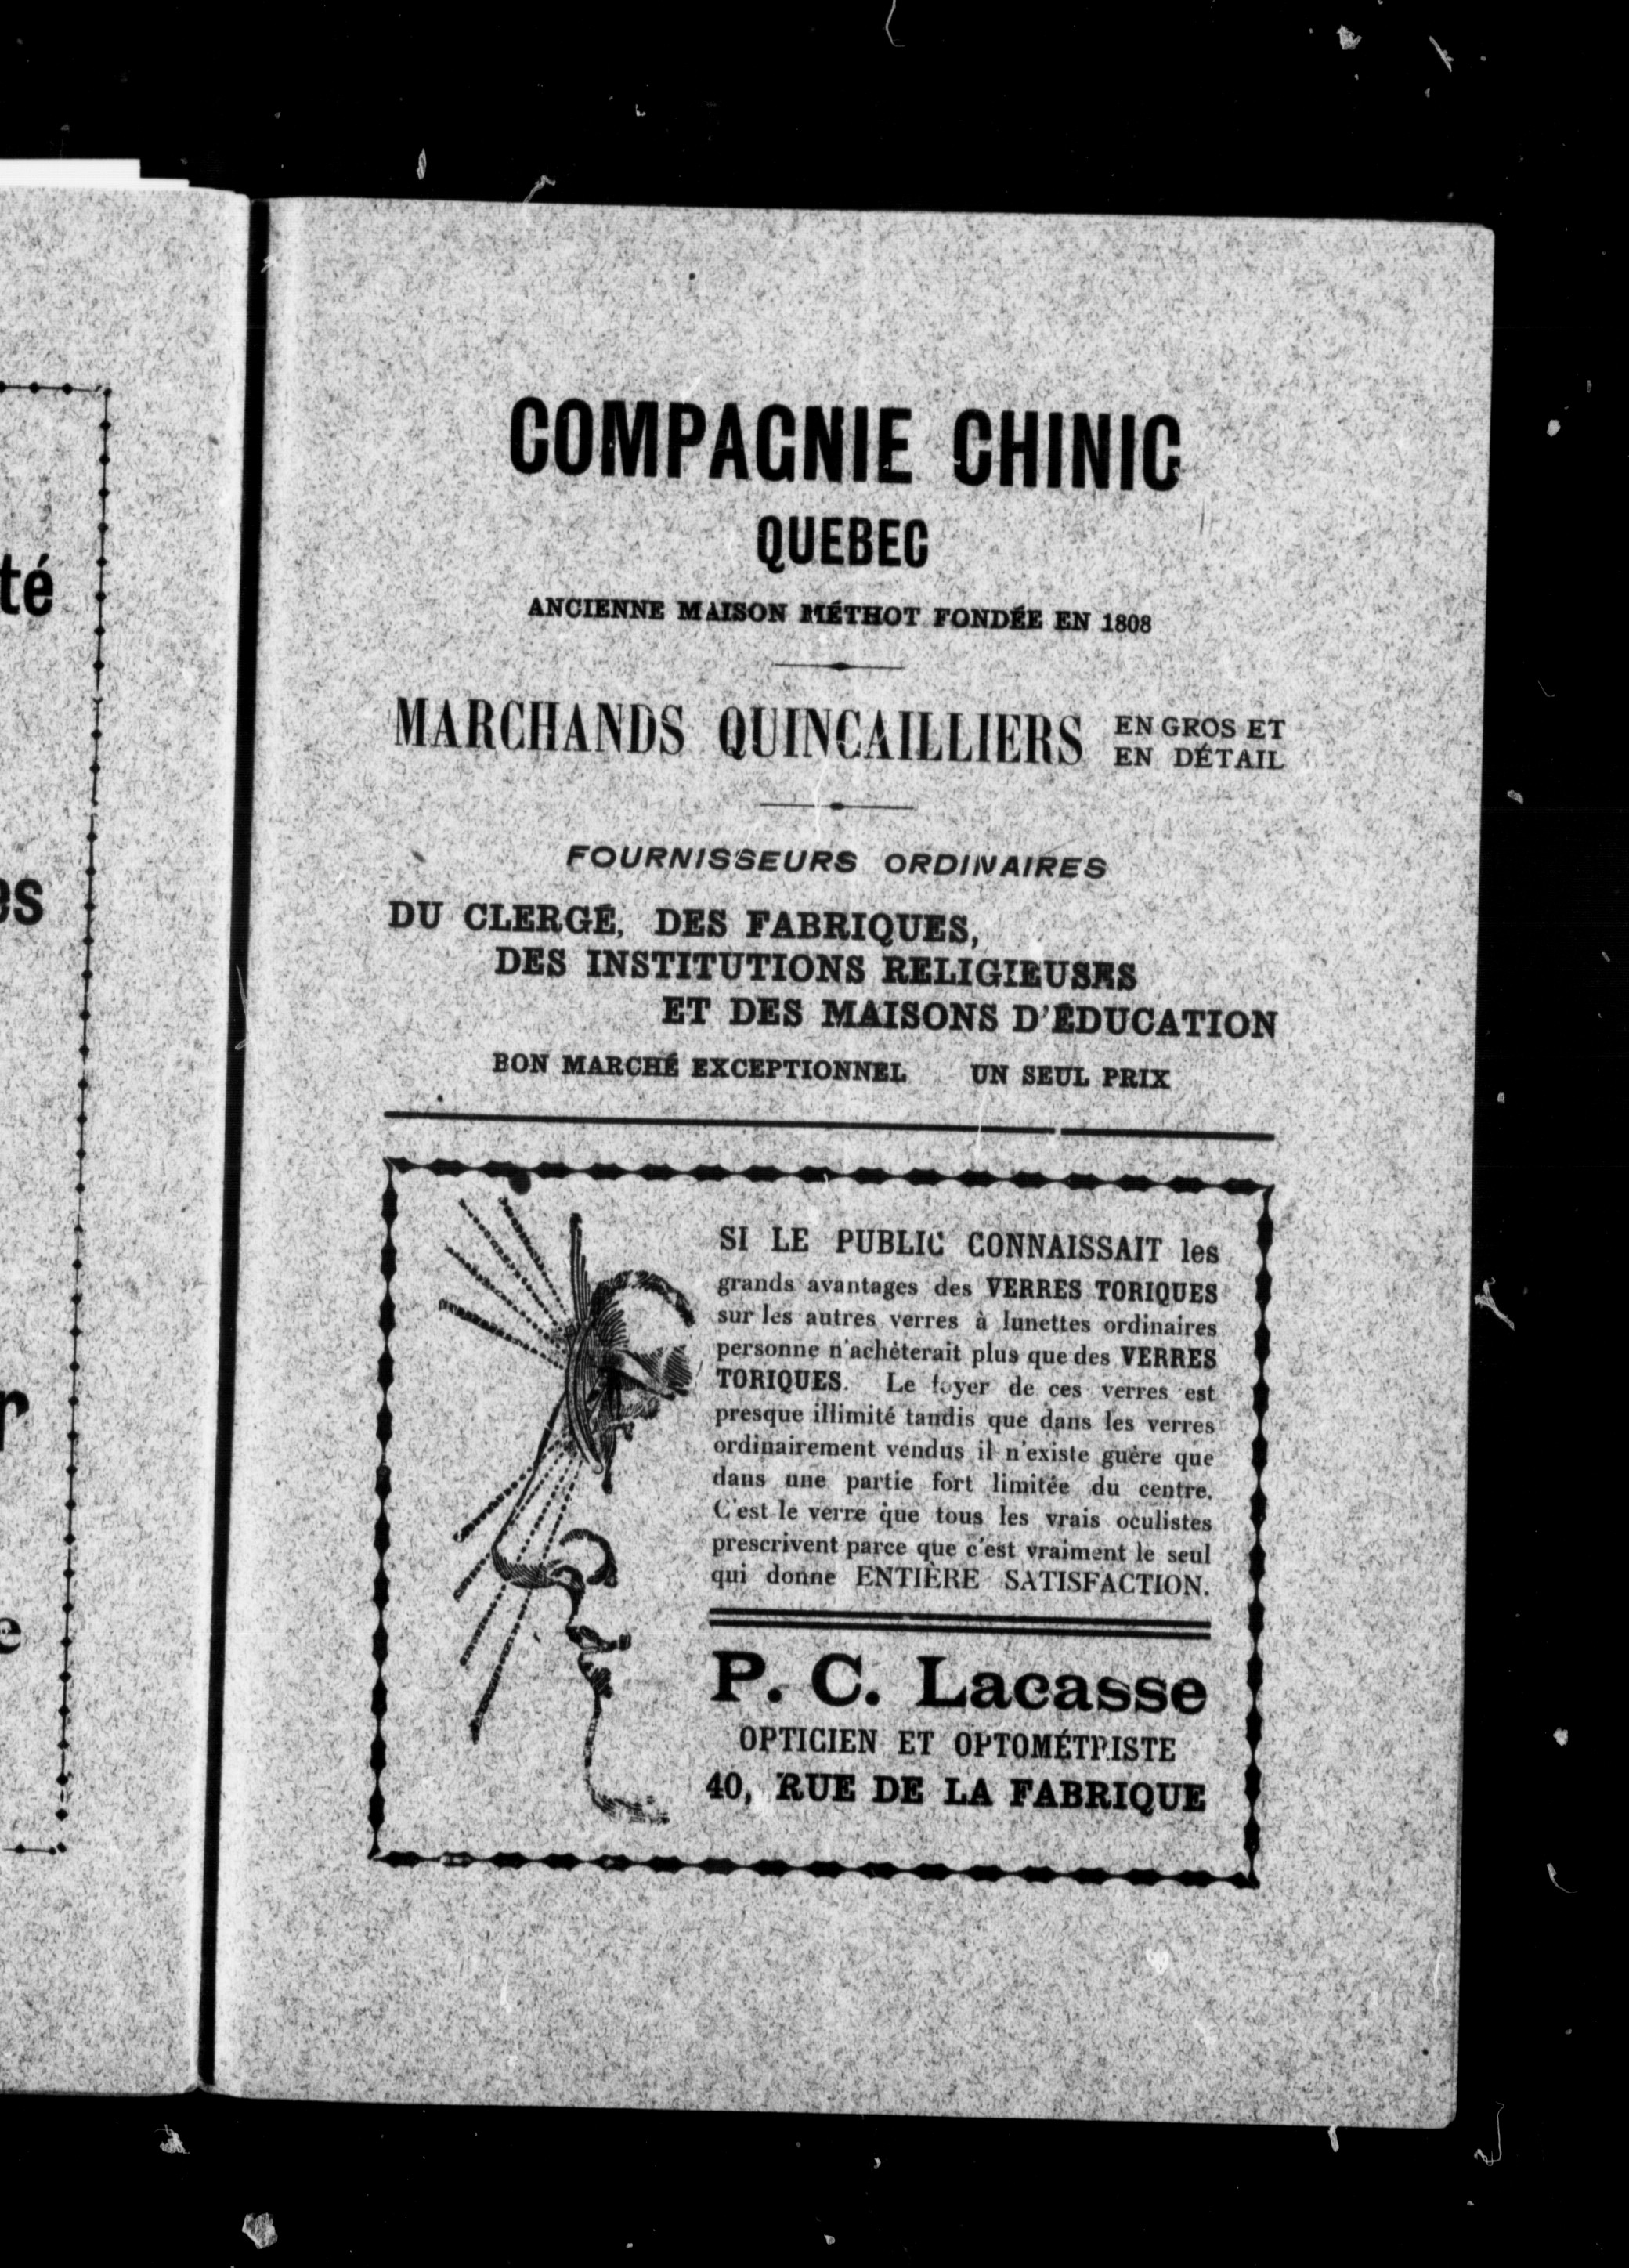 té
es
r
e
COMPAGNIE CHINIC
QUEBEC
ANCIENNE MAISON MÉTHOT FONDÉE EN 1808
MARCHANDS QUINCAILLIERS EN GROS ET
EN DÉTAIL
FOURNISSEURS ORDINAIRES
DU CLERGÉ, DES FABRIQUES,
DES INSTITUTIONS RELIGIEUSES
ET DES MAISONS D'ÉDUCATION
BON MARCHÉ EXCEPTIONNEL UN SEUL PRIX
SI LE PUBLIC CONNAISSAIT les
grands avantages des VERRES TORIQUES
sur les autres verres à lunettes ordinaires
personne n'achèterait plus que des VERRES
TORIQUES. Le foyer de ces verres est
presque illimité tandis que dans les verres
ordinairement vendus il n'existe guère que
dans une partie fort limitée du centre.
C'est le verre que tous les vrais oculistes
prescrivent parce que c'est vraiment le seul
qui donne ENTIÈRE SATISFACTION.
P. C. Lacasse
OPTICIEN ET OPTOMÉTRISTE
40, RUE DE LA FABRIQUE